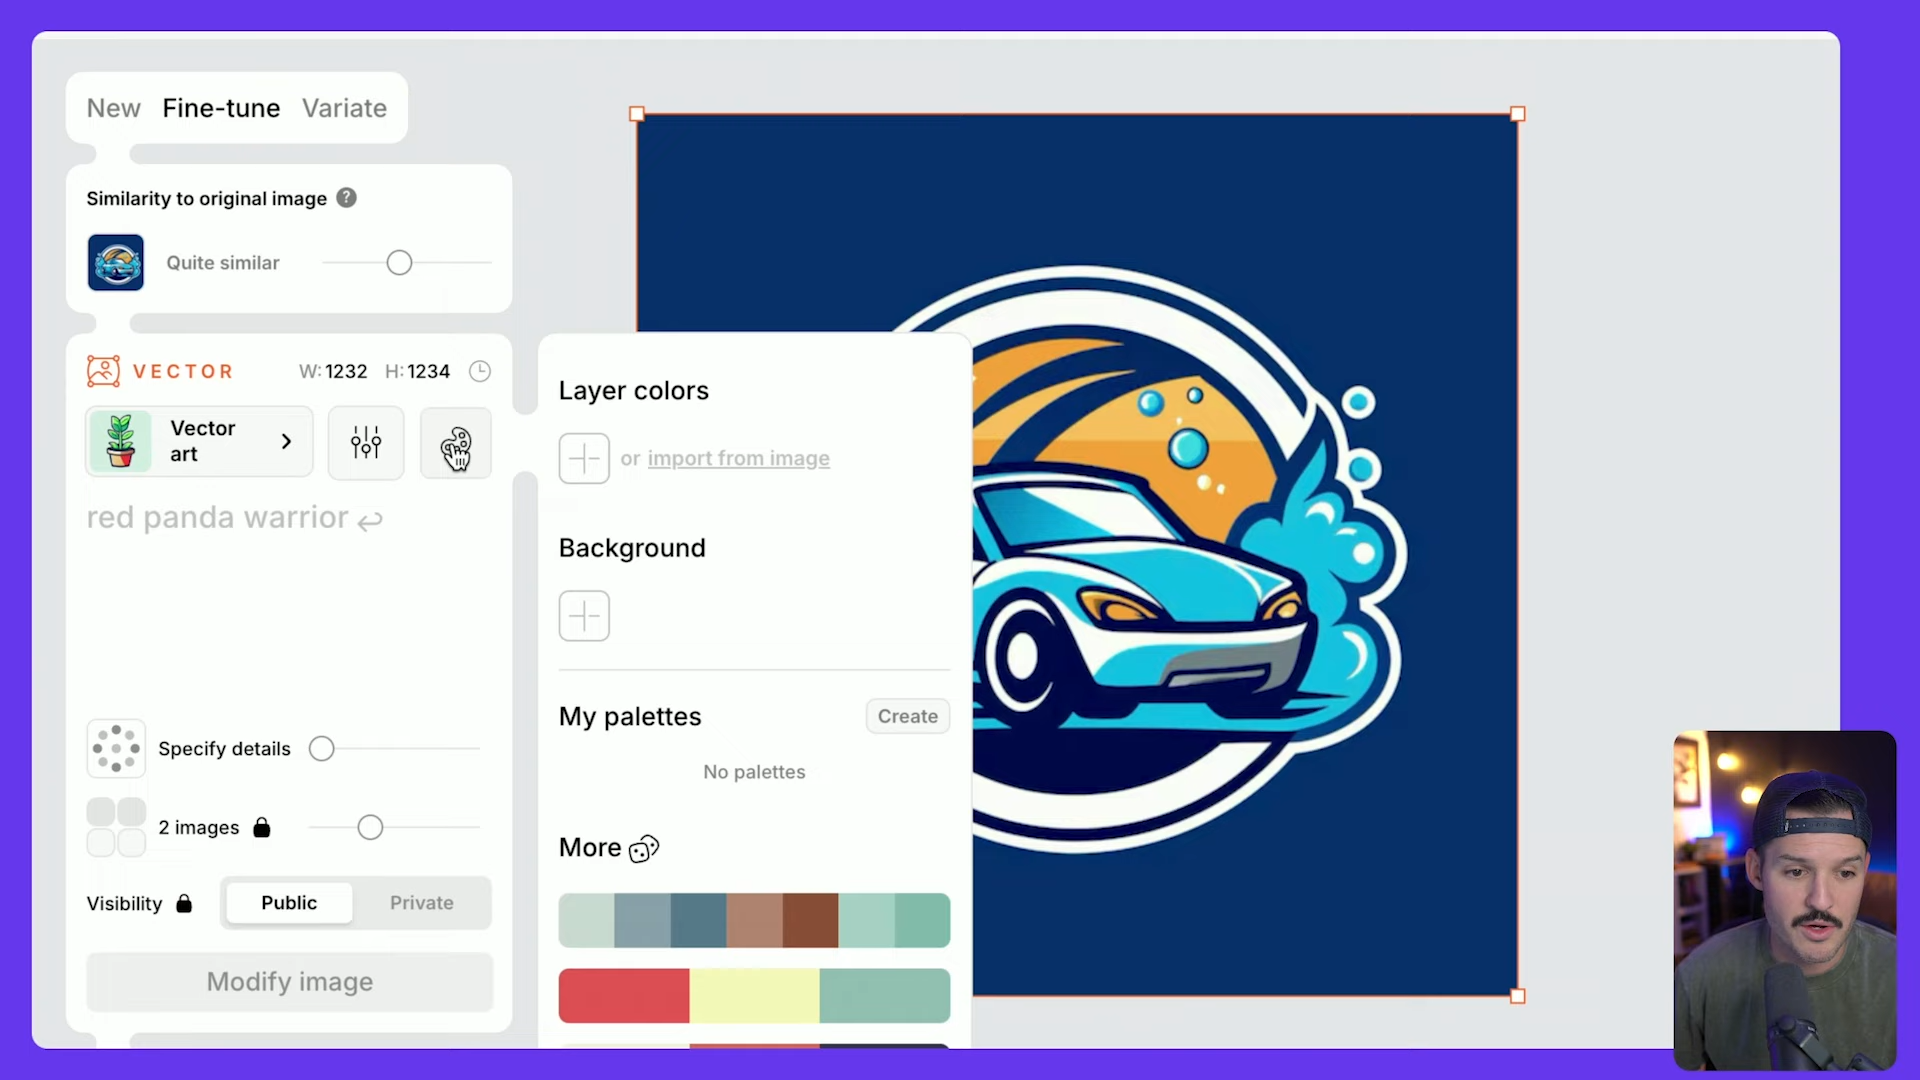 New Fine-tune Variate
Similarity to original image ?
Quite similar
VECTOR W: 1232 H: 1234
Vector
art
red panda warrior
Specify details
2 images
Visibility Public Private
Modify image
Layer colors
or import from image
Background
My palettes Create
No palettes
More